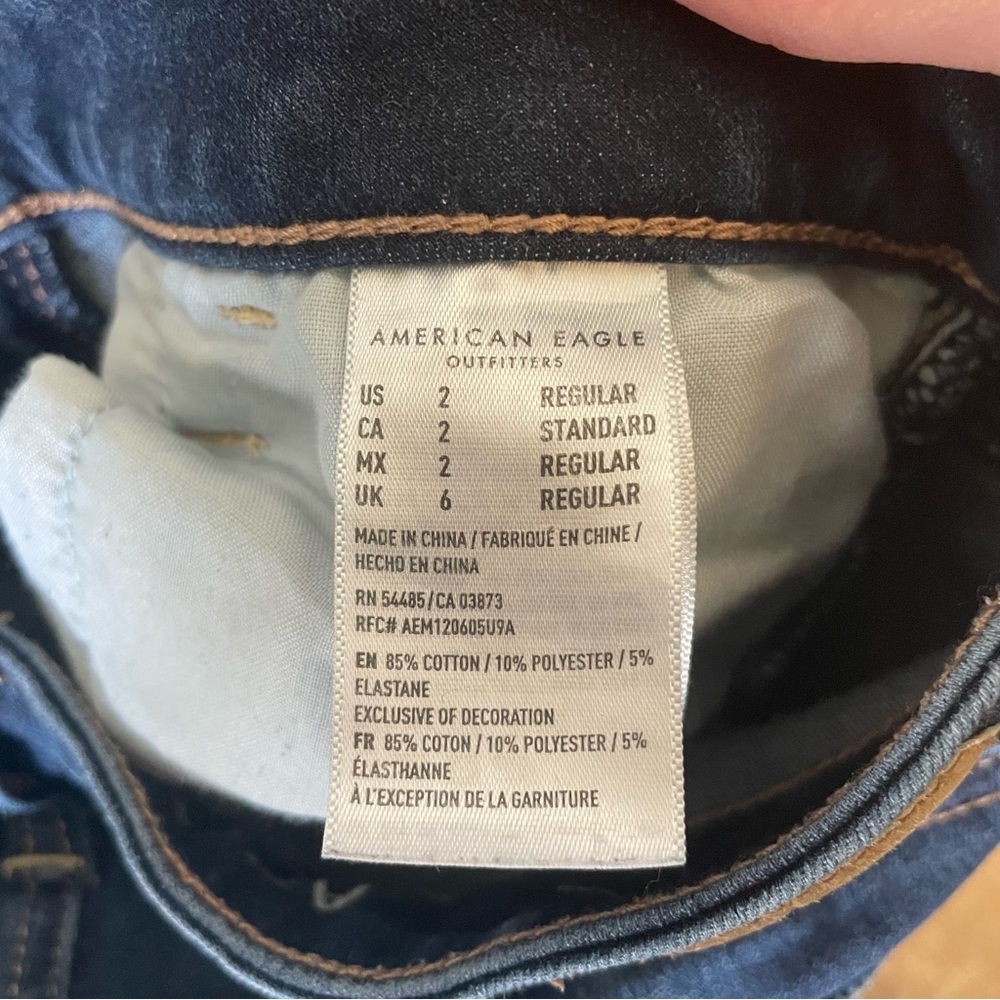 AMERICAN EAGLE
OUTFITTERS
US 2 REGULAR
CA 2 STANDARD
MX 2 REGULAR
UK 6 REGULAR
MADE IN CHINA / FABRIQUÉ EN CHINE /
HECHO EN CHINA
RN 54485/CA 03873
RFC# AEM120605U9A
EN 85% COTTON / 10% POLYESTER / 5%
ELASTANE
EXCLUSIVE OF DECORATION
FR 85% COTON / 10% POLYESTER / 5%
ÉLASTHANNE
À L'EXCEPTION DE LA GARNITURE